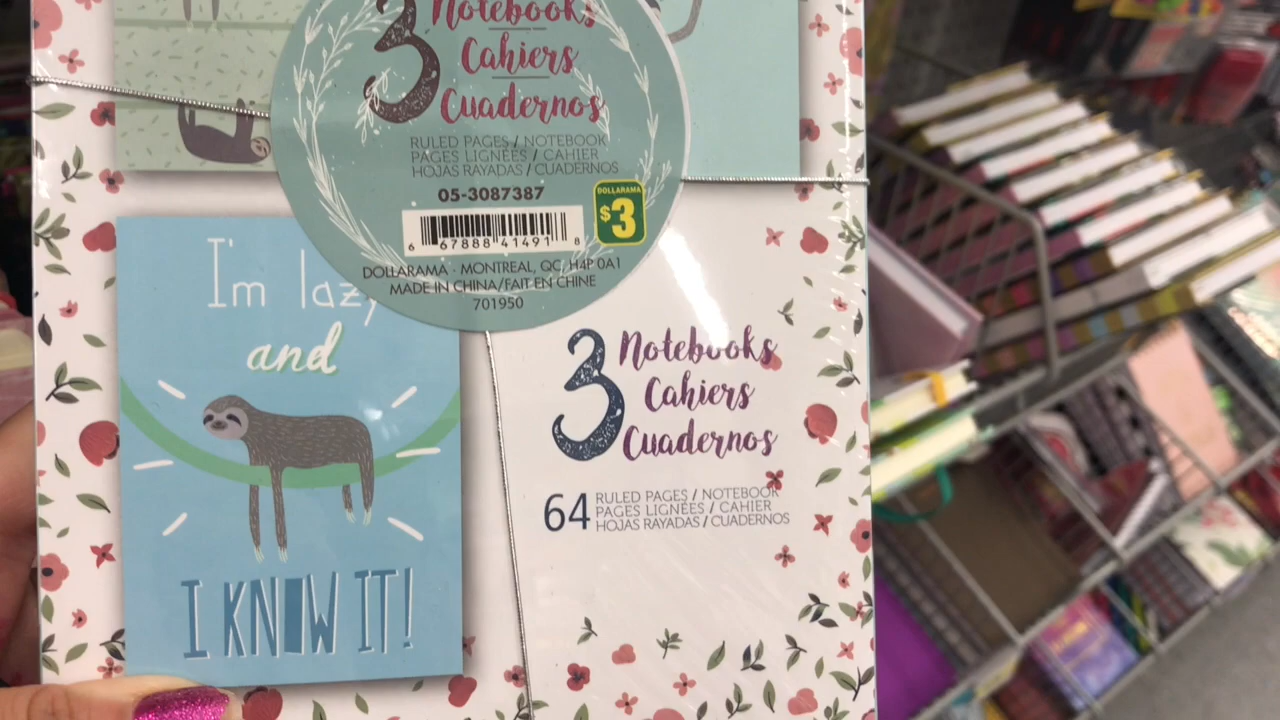 3 Notebooks
Cahiers
Cuadernos
RULED PAGES / NOTEBOOK
PAGES LIGNÉES / CAHIER
HOJAS RAYADAS / CUADERNOS
05-3087387
DOLLARAMA
$3
6 67888 41491 8
DOLLARAMA · MONTREAL, QC, H4P 0A1
MADE IN CHINA/FAIT EN CHINE
701950
I'm lazy
and
I KNOW IT!
3 Notebooks
Cahiers
Cuadernos
64 RULED PAGES / NOTEBOOK
PAGES LIGNÉES / CAHIER
HOJAS RAYADAS / CUADERNOS